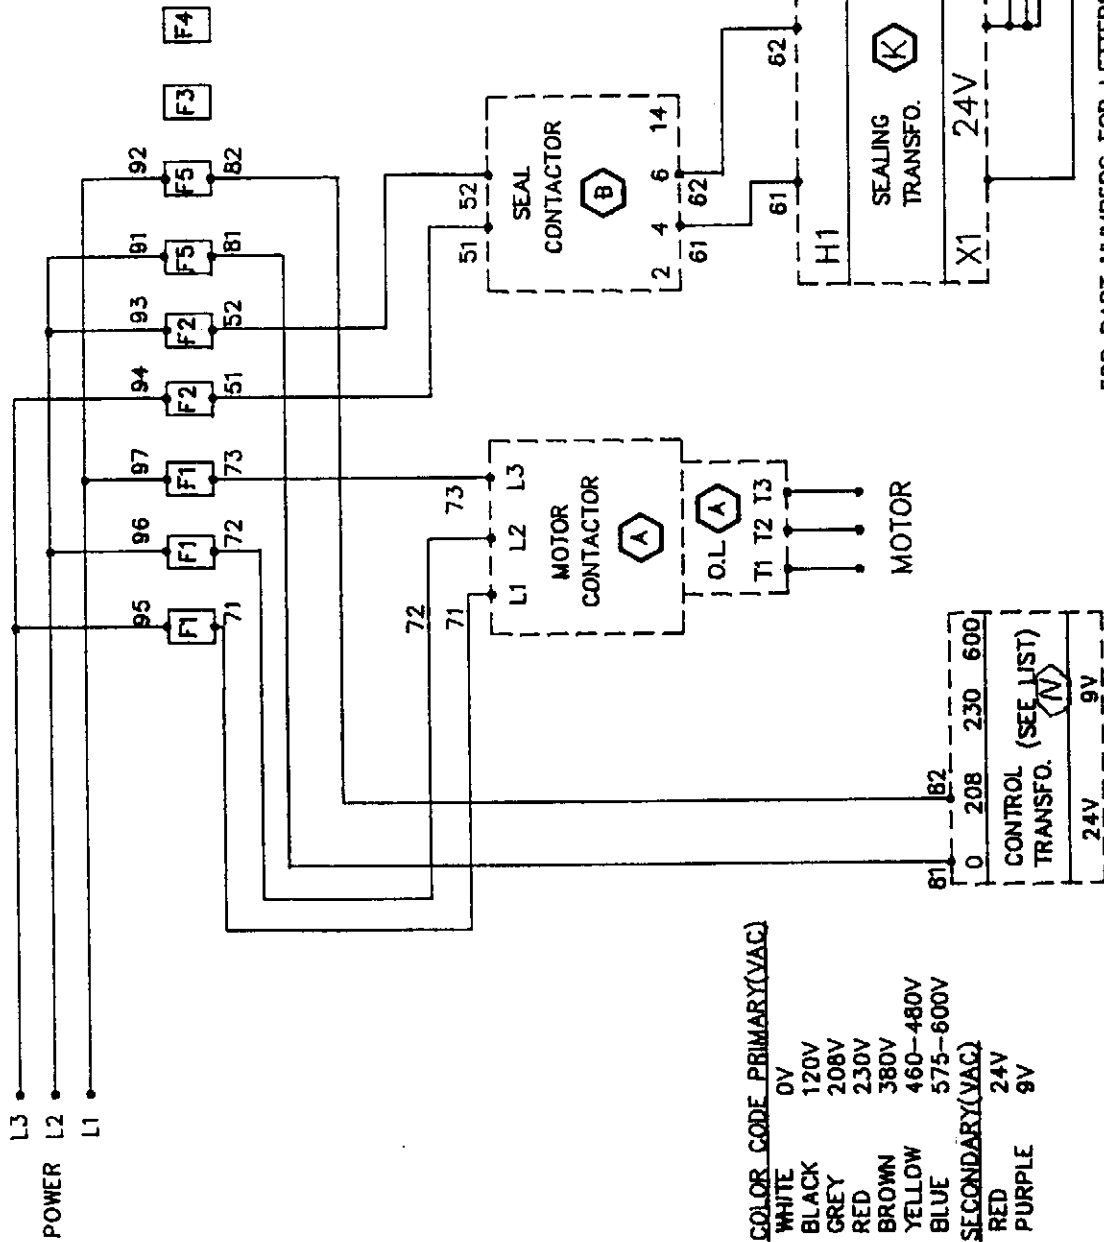 L3
L2
POWER
L1
95
96
97
94
93
91
92
F1
F1
F1
F2
F2
F5
F5
F3
F4
71
72
73
51
52
81
82
72
71
73
51
52
L1 L2 L3
MOTOR
CONTACTOR
A
O.L
A
T1 T2 T3
MOTOR
SEAL
CONTACTOR
B
2 4 6 14
61
62
61
62
H1
SEALING
TRANSFO.
K
X1 24V
81
82
0 208 230 600
CONTROL
TRANSFO. (SEE LIST)
N
24V 9V
COLOR CODE PRIMARY(VAC)
WHITE 0V
BLACK 120V
GREY 208V
RED 230V
BROWN 380V
YELLOW 460-480V
BLUE 575-600V
SECONDARY(VAC)
RED 24V
PURPLE 9V